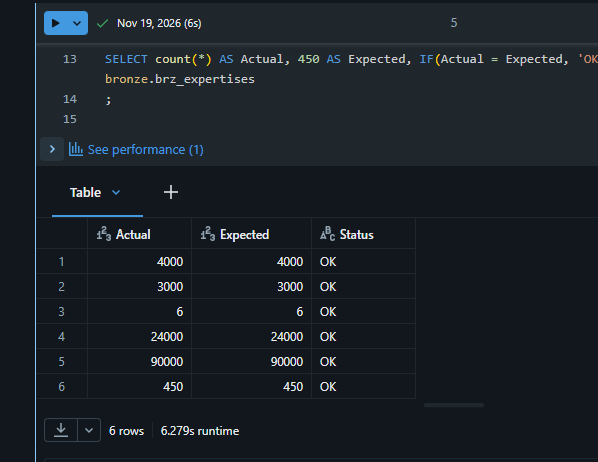 Nov 19, 2026 (6s)
5
13 SELECT count(*) AS Actual, 450 AS Expected, IF(Actual = Expected, 'OK
bronze.brz_expertises
14 ;
15
See performance (1)
Table +
Actual Expected Status
1 4000 4000 OK
2 3000 3000 OK
3 6 6 OK
4 24000 24000 OK
5 90000 90000 OK
6 450 450 OK
6 rows 6.279s runtime